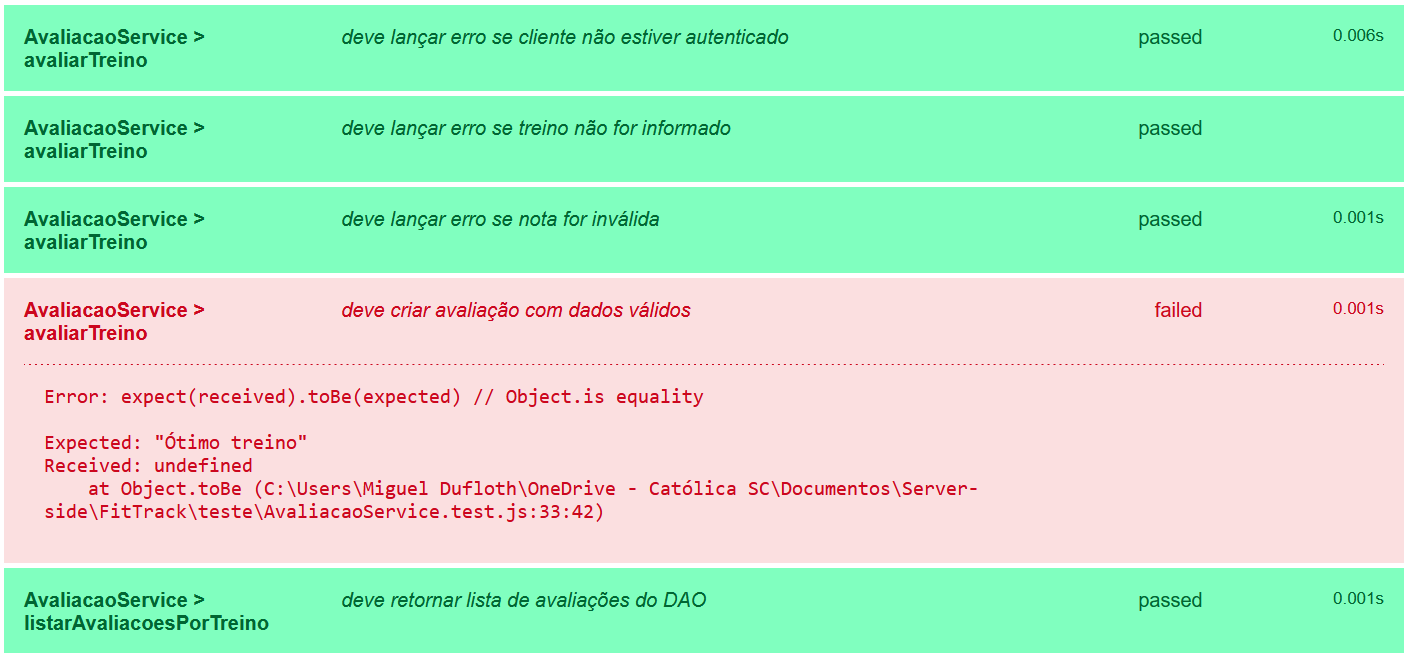 AvaliacaoService > deve lançar erro se cliente não estiver autenticado passed 0.006s
avaliarTreino
AvaliacaoService > deve lançar erro se treino não for informado passed
avaliarTreino
AvaliacaoService > deve lançar erro se nota for inválida passed 0.001s
avaliarTreino
AvaliacaoService > deve criar avaliação com dados válidos failed 0.001s
avaliarTreino
Error: expect(received).toBe(expected) // Object.is equality
Expected: "Ótimo treino"
Received: undefined
at Object.toBe (C:\Users\Miguel Dufloth\OneDrive - Católica SC\Documentos\Server-
side\FitTrack\teste\AvaliacaoService.test.js:33:42)
AvaliacaoService > deve retornar lista de avaliações do DAO passed 0.001s
listarAvaliacoesPorTreino